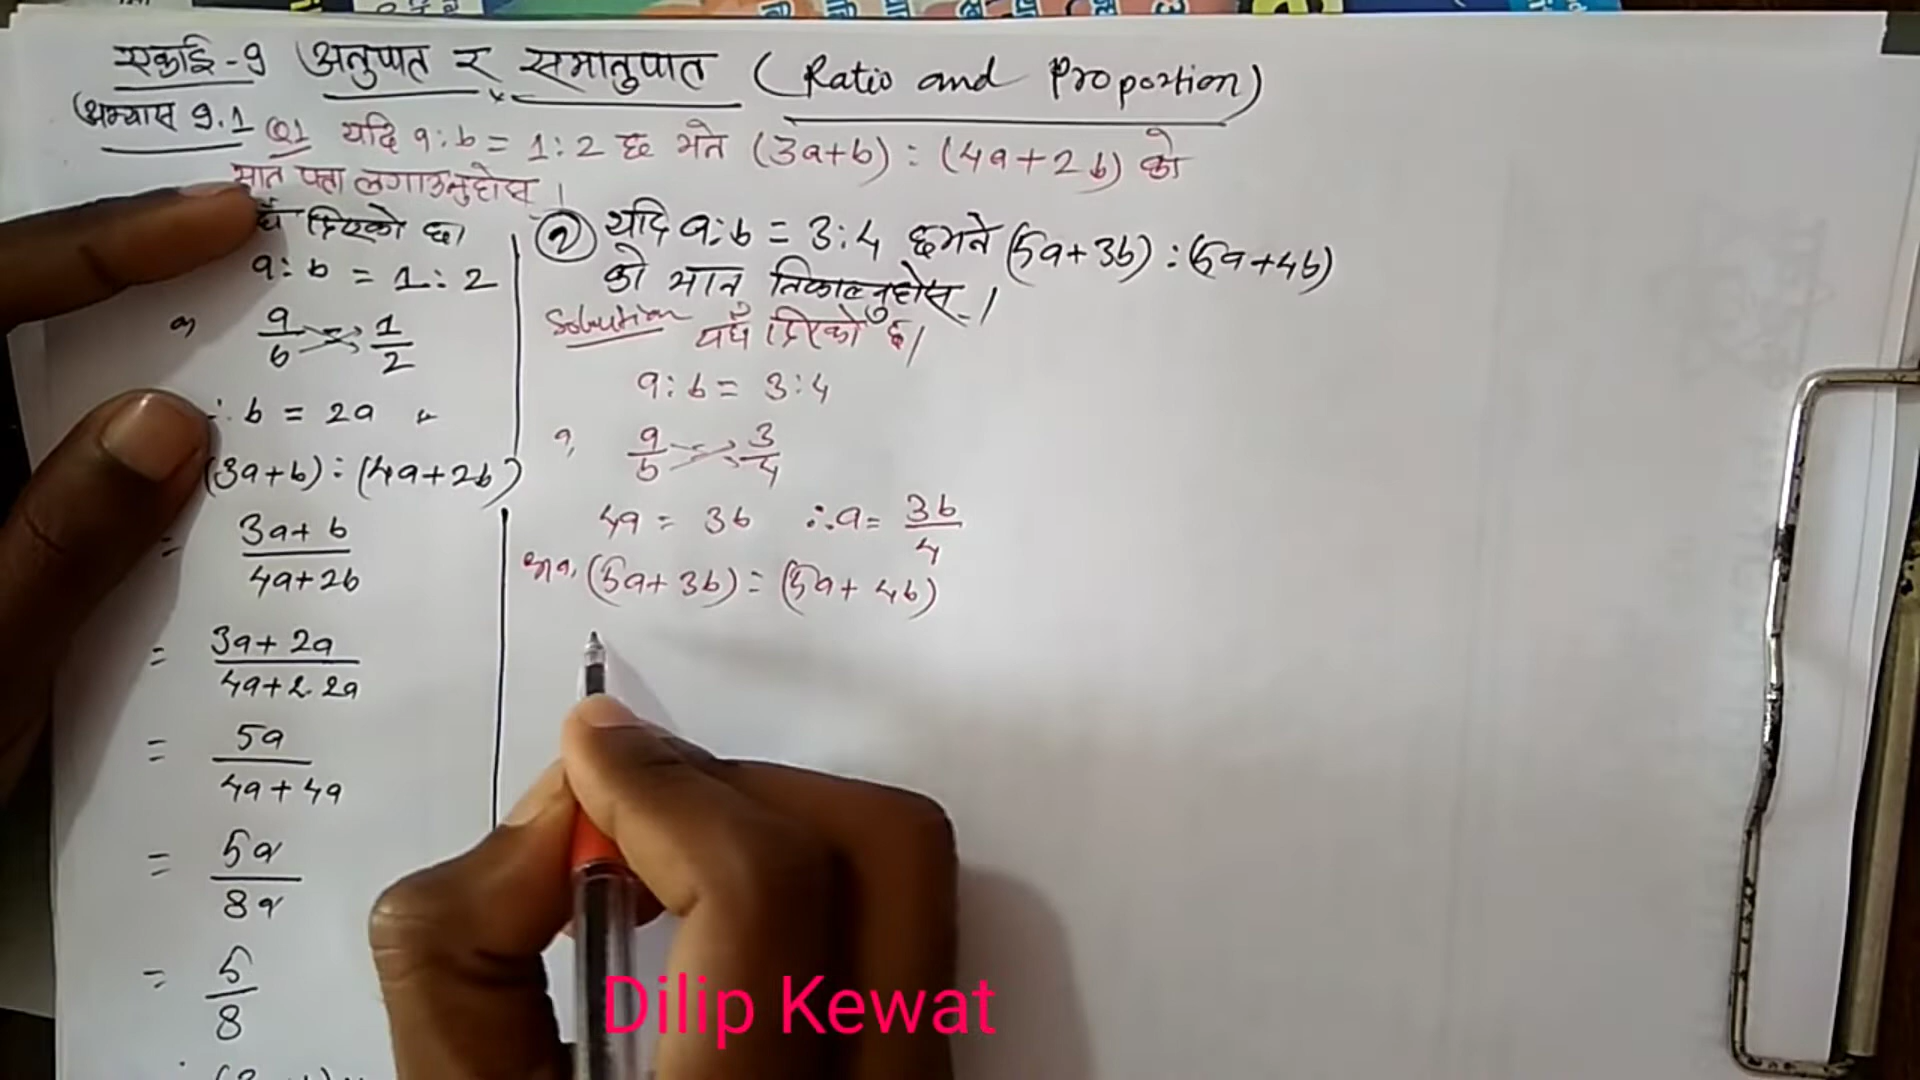 एकाई-9 अनुपात र समानुपात (Ratio and Proportion)
अभ्यास 9.1 Q1 यदि a:b = 1:2 छ भने (3a+b) : (4a+2b) को
मान पत्ता लगाउनुहोस् ।
दिएको छ।
a:b = 1:2
a/b 1/2
∴ b = 2a
(3a+b) : (4a+2b)
= 3a+b / 4a+2b
= 3a+2a / 4a+2.2a
= 5a / 4a+4a
= 5a / 8a
= 5 / 8
२ यदि a:b = 3:4 छ भने (5a+3b) : (5a+4b)
को मान निकाल्नुहोस् ।
Solution यहाँ दिएको छ।
a:b = 3:4
a/b 3/4
4a = 3b ∴ a = 3b/4
अब, (5a+3b) : (5a+4b)
Dilip Kewat